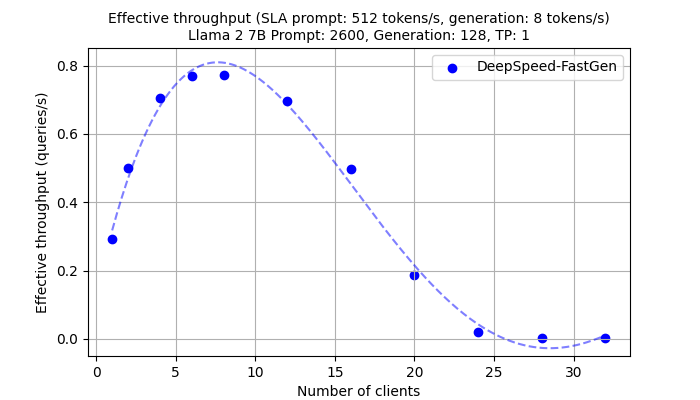 Effective throughput (SLA prompt: 512 tokens/s, generation: 8 tokens/s)
Llama 2 7B Prompt: 2600, Generation: 128, TP: 1
DeepSpeed-FastGen
Effective throughput (queries/s)
0.8
0.6
0.4
0.2
0.0
0 5 10 15 20 25 30
Number of clients